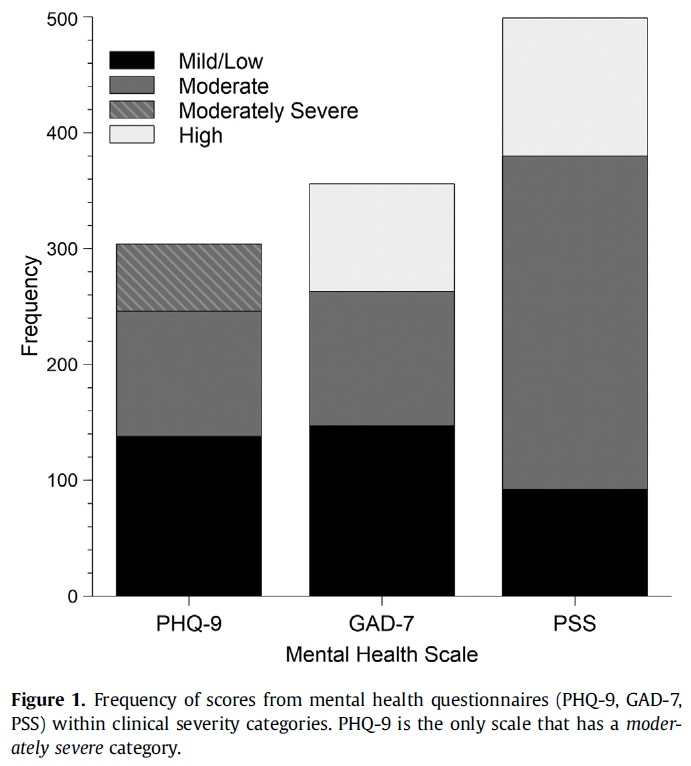 500
Mild/Low
Moderate
Moderately Severe
High
400
300
200
100
0
Frequency
PHQ-9 GAD-7 PSS
Mental Health Scale
Figure 1. Frequency of scores from mental health questionnaires (PHQ-9, GAD-7,
PSS) within clinical severity categories. PHQ-9 is the only scale that has a moder-
ately severe category.